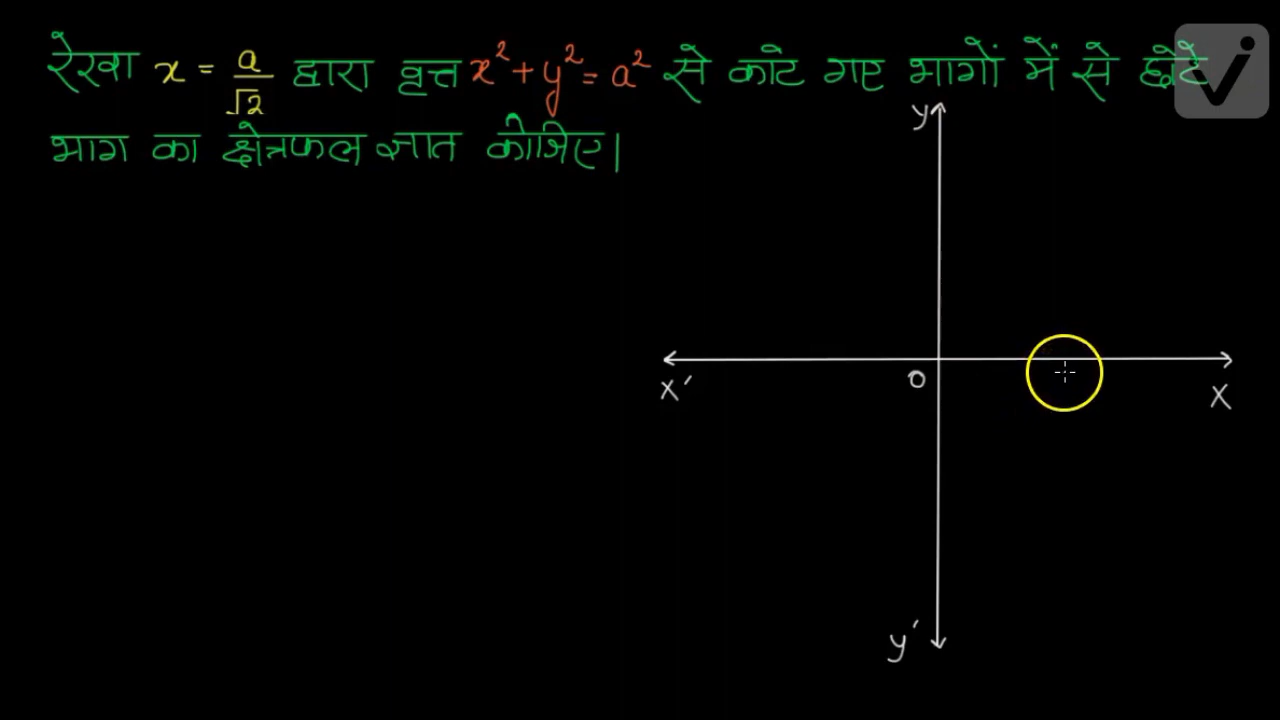 रेखा x = a/√2 द्वारा वृत्त x² + y² = a² से काटे गए भागों में से छोटे
भाग का क्षेत्रफल ज्ञात कीजिए।
y
x'
o
x
y'